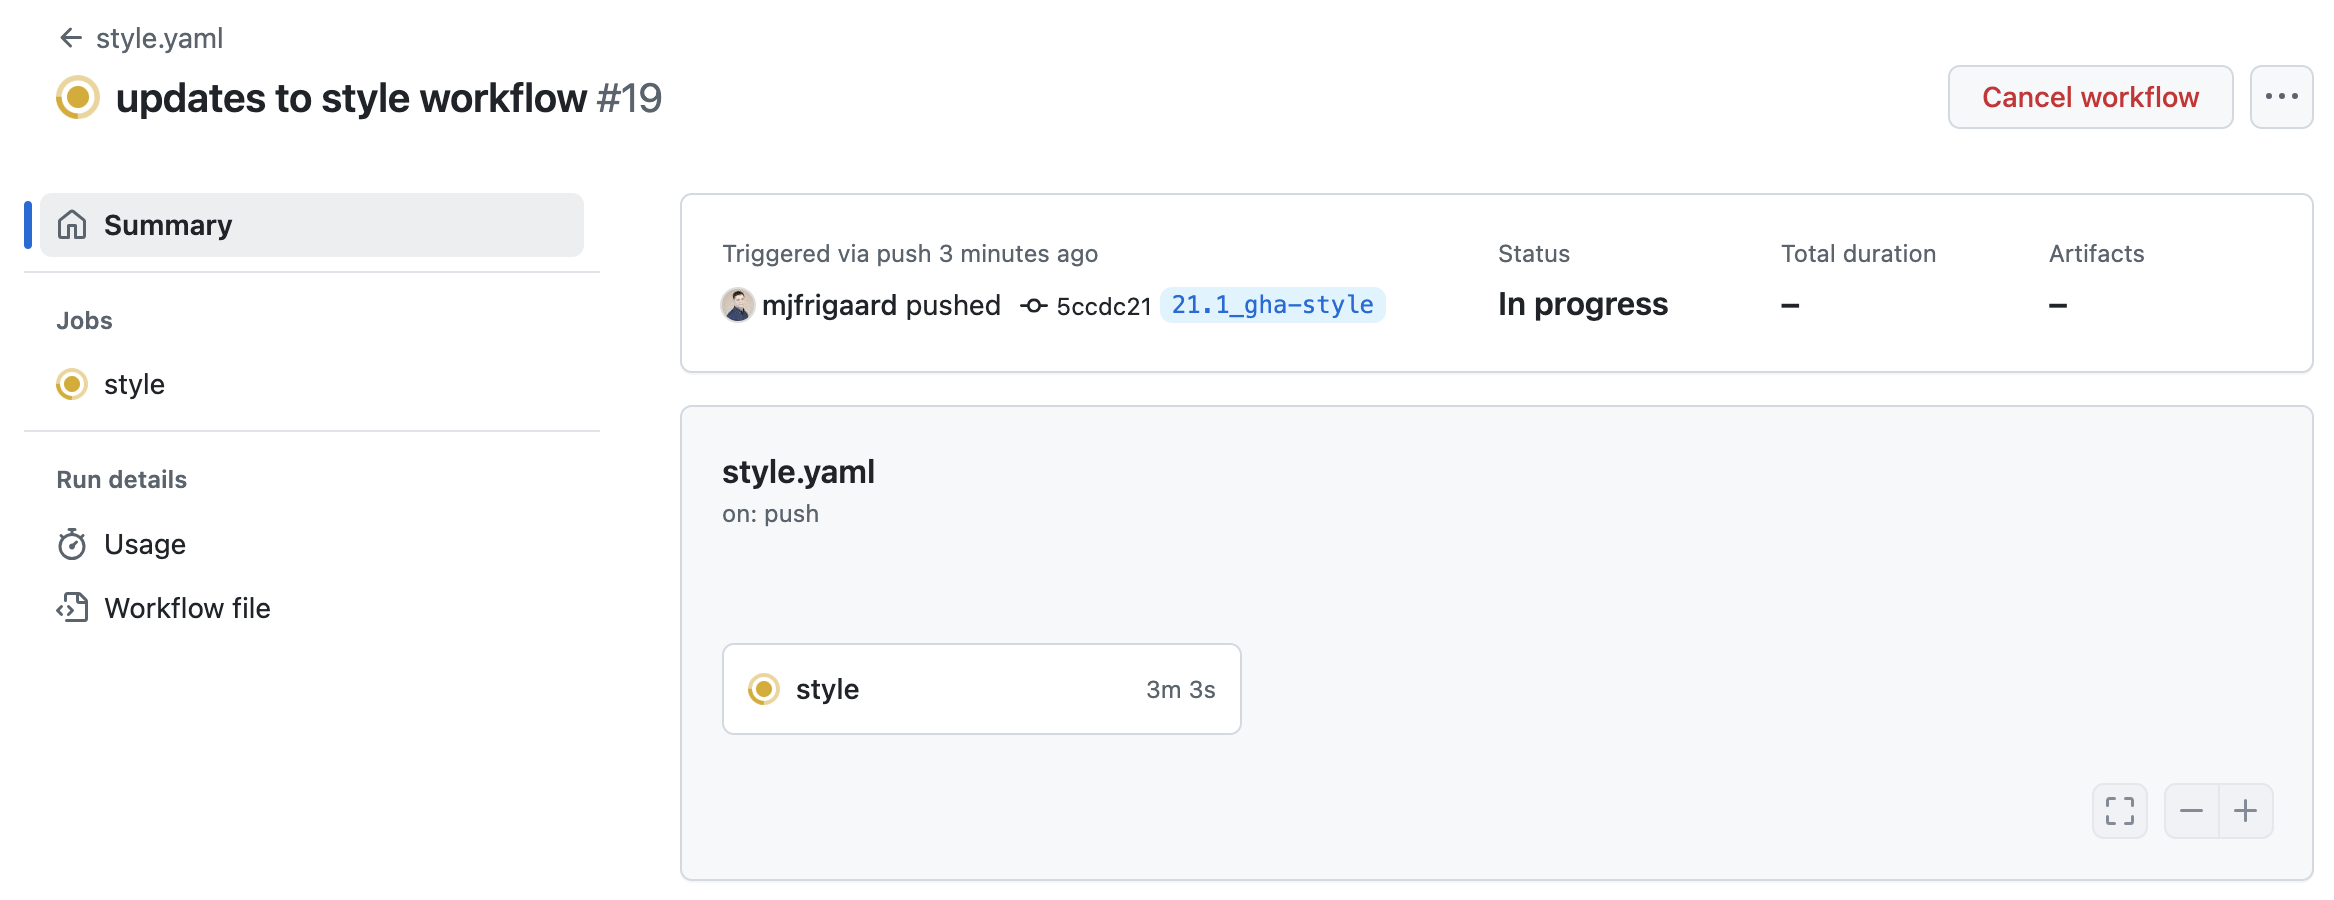 style.yaml
updates to style workflow #19
Cancel workflow
Summary
Jobs
style
Run details
Usage
Workflow file
Triggered via push 3 minutes ago
mjfrigaard pushed 5ccdc21 21.1_gha-style
Status
In progress
Total duration
–
Artifacts
–
style.yaml
on: push
style 3m 3s